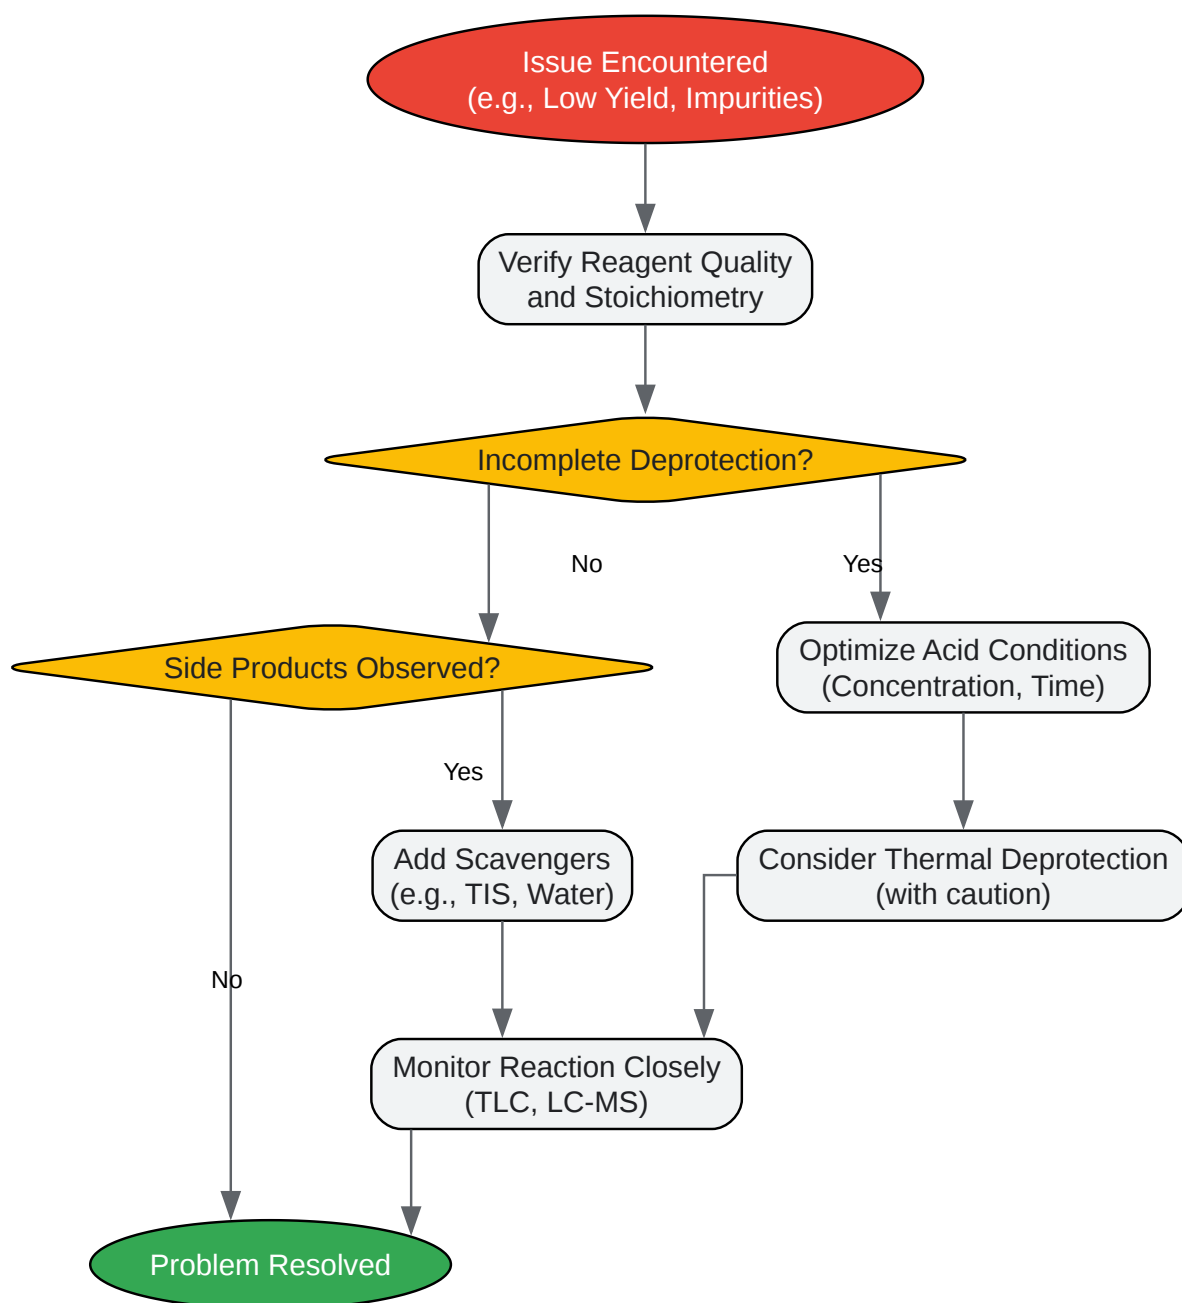 Issue Encountered
(e.g., Low Yield, Impurities)
Verify Reagent Quality
and Stoichiometry
Incomplete Deprotection?
No
Yes
Side Products Observed?
Optimize Acid Conditions
(Concentration, Time)
Yes
Add Scavengers
(e.g., TIS, Water)
Consider Thermal Deprotection
(with caution)
No
Monitor Reaction Closely
(TLC, LC-MS)
Problem Resolved